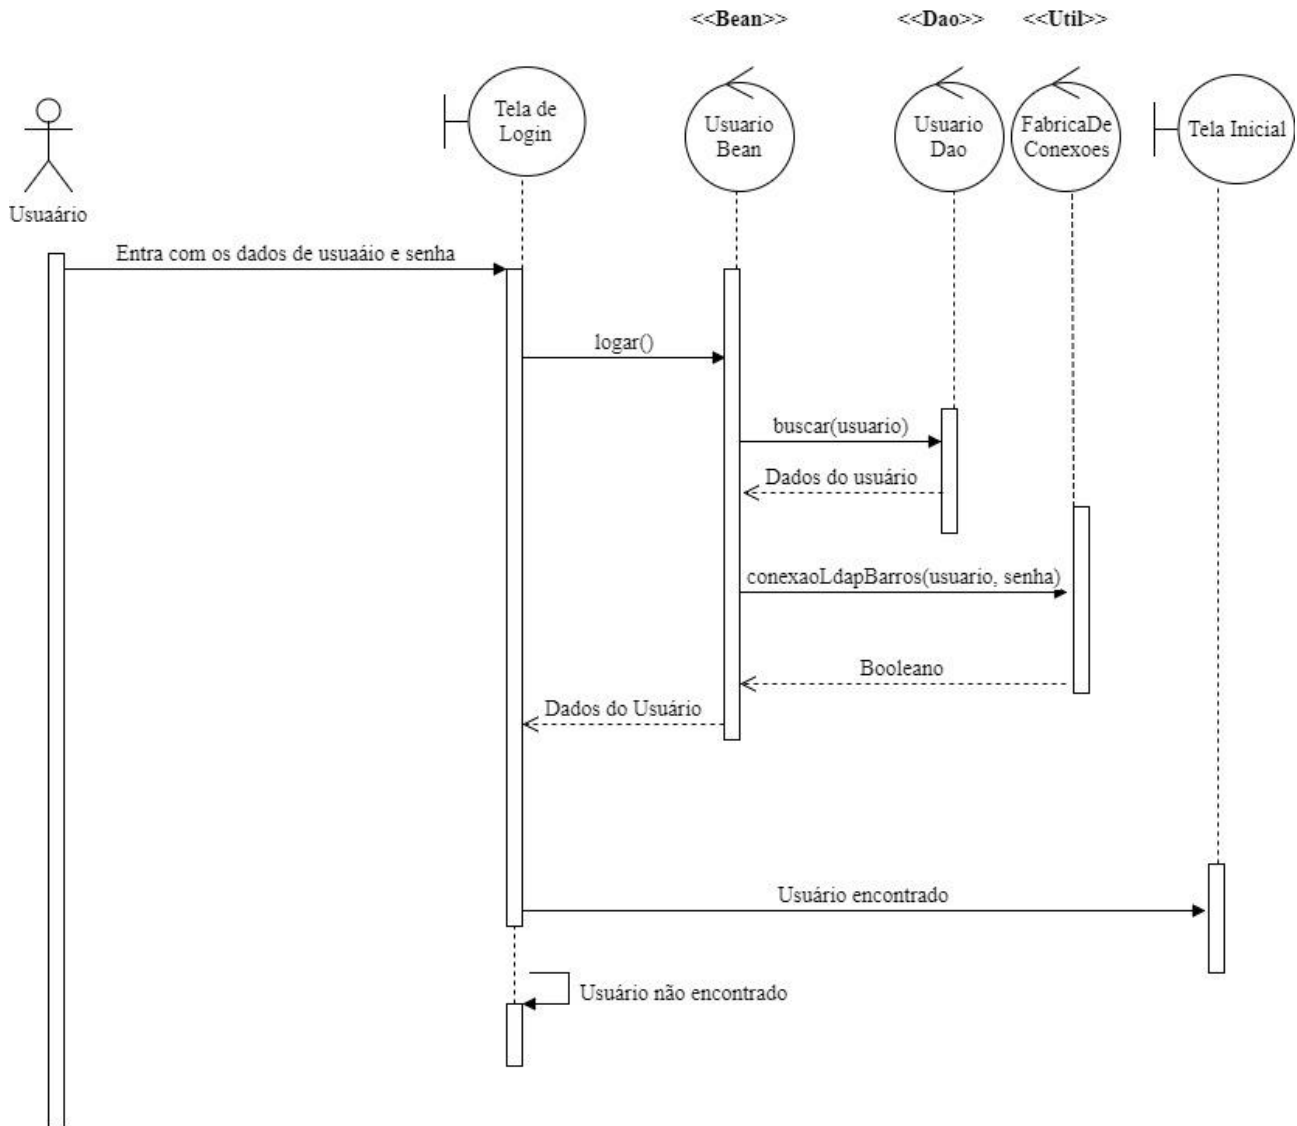 <<Bean>>
<<Dao>>
<<Util>>
Tela de
Login
Usuario
Bean
Usuario
Dao
FabricaDe
Conexoes
Tela Inicial
Usuaário
Entra com os dados de usuaáio e senha
logar()
buscar(usuario)
Dados do usuário
conexaoLdapBarros(usuario, senha)
Booleano
Dados do Usuário
Usuário encontrado
Usuário não encontrado